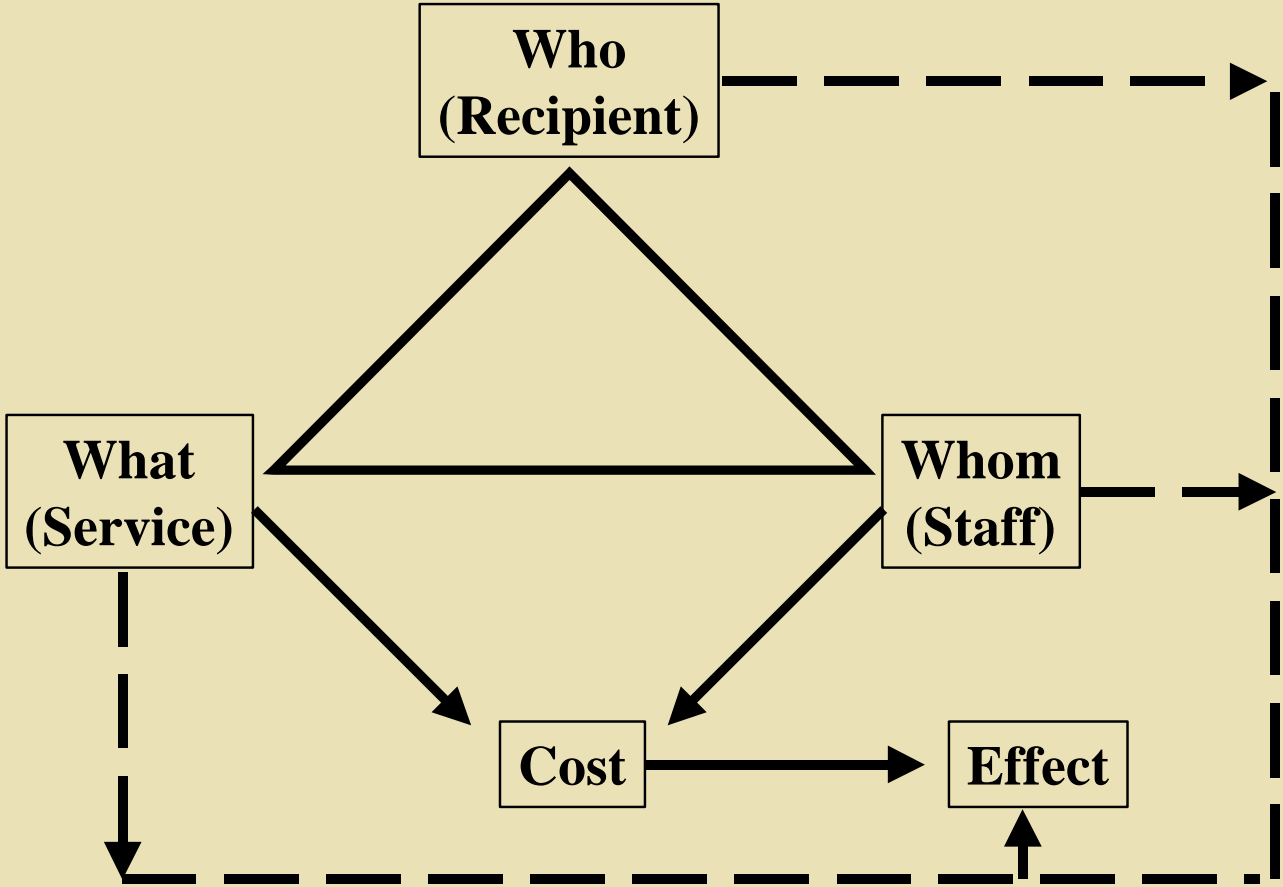 Who
(Recipient)
What
(Service)
Whom
(Staff)
Cost
Effect